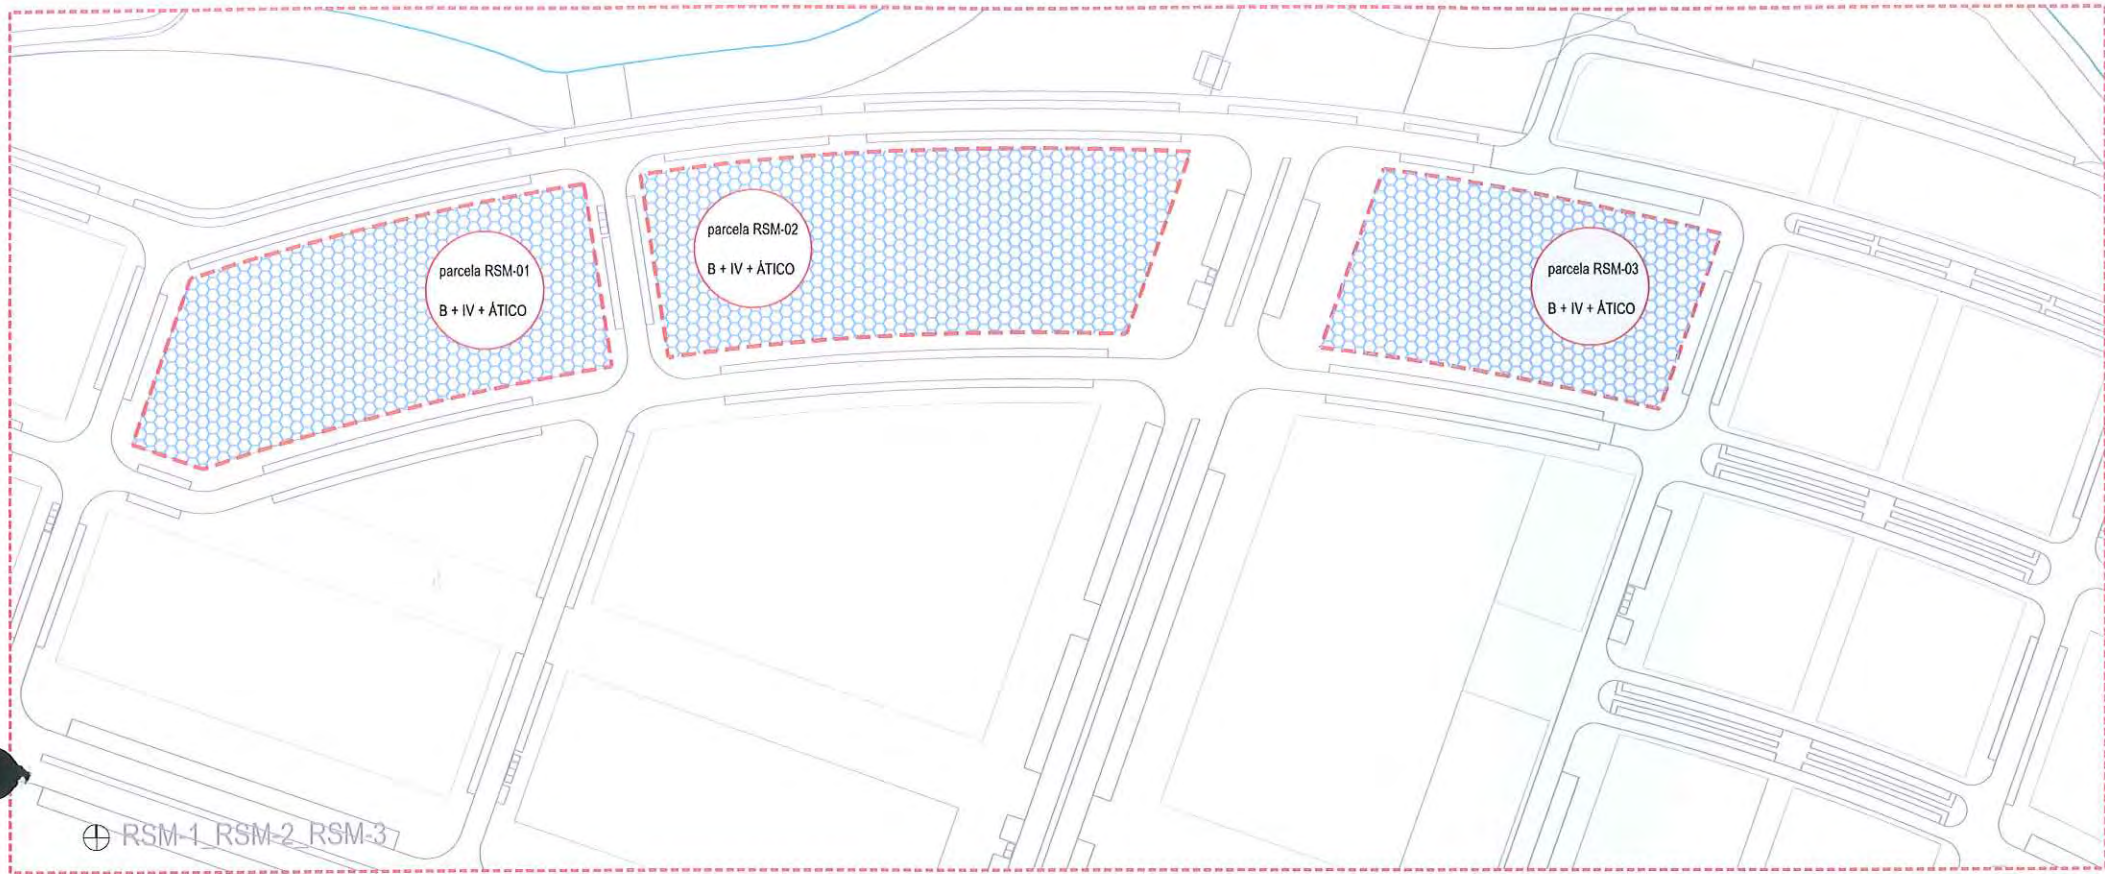 parcela RSM-01
B + IV + ÁTICO
parcela RSM-02
B + IV + ÁTICO
parcela RSM-03
B + IV + ÁTICO
RSM-1_RSM-2_RSM-3